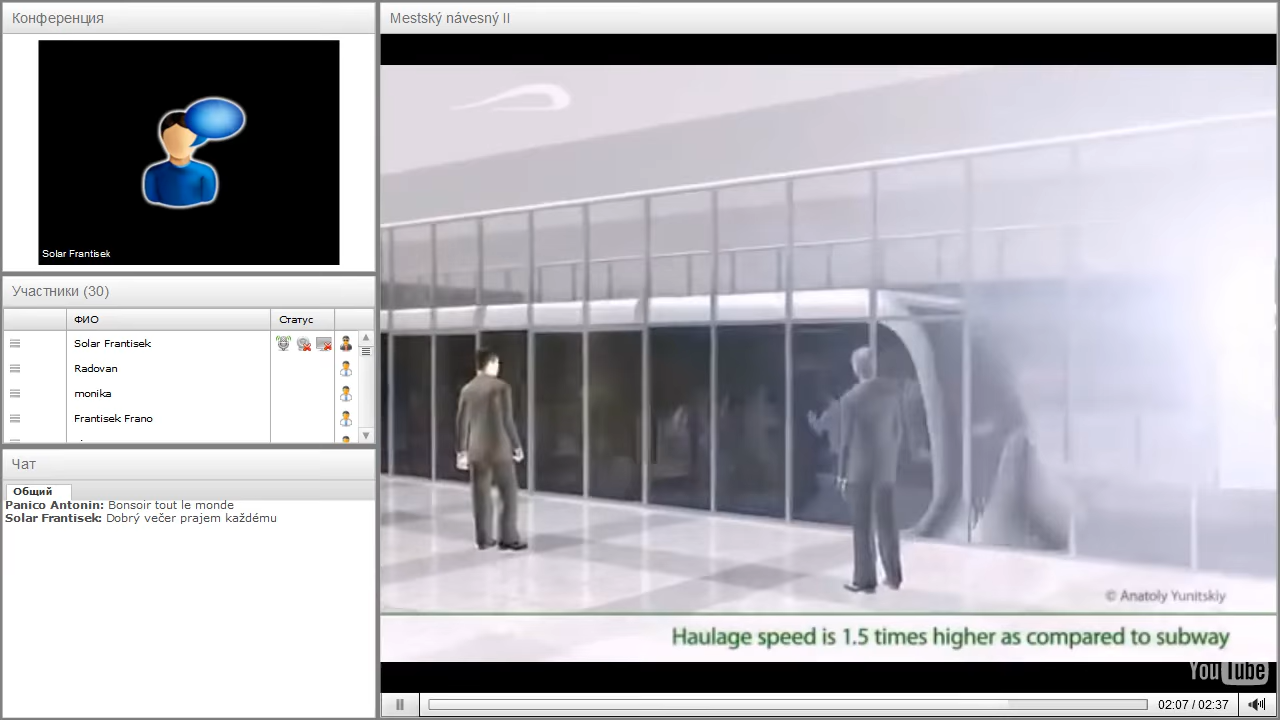 Конференция
Solar Frantisek
Участники (30)
ФИО
Статус
Solar Frantisek
Radovan
monika
Frantisek Frano
Чат
Общий
Panico Antonin: Bonsoir tout le monde
Solar Frantisek: Dobrý večer prajem každému
Mestský návesný II
© Anatoly Yunitskiy
Haulage speed is 1.5 times higher as compared to subway
YouTube
02:07 / 02:37